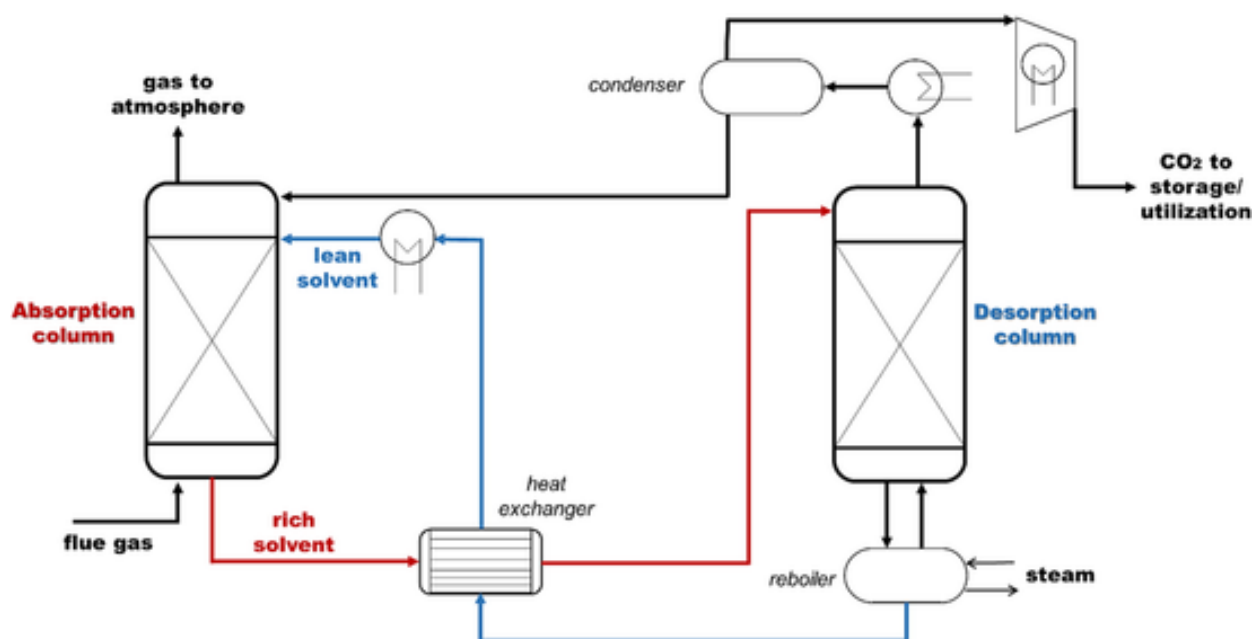 gas to
atmosphere
condenser
CO₂ to
storage/
utilization
lean
solvent
Absorption
column
Desorption
column
heat
exchanger
rich
solvent
flue gas
reboiler
steam